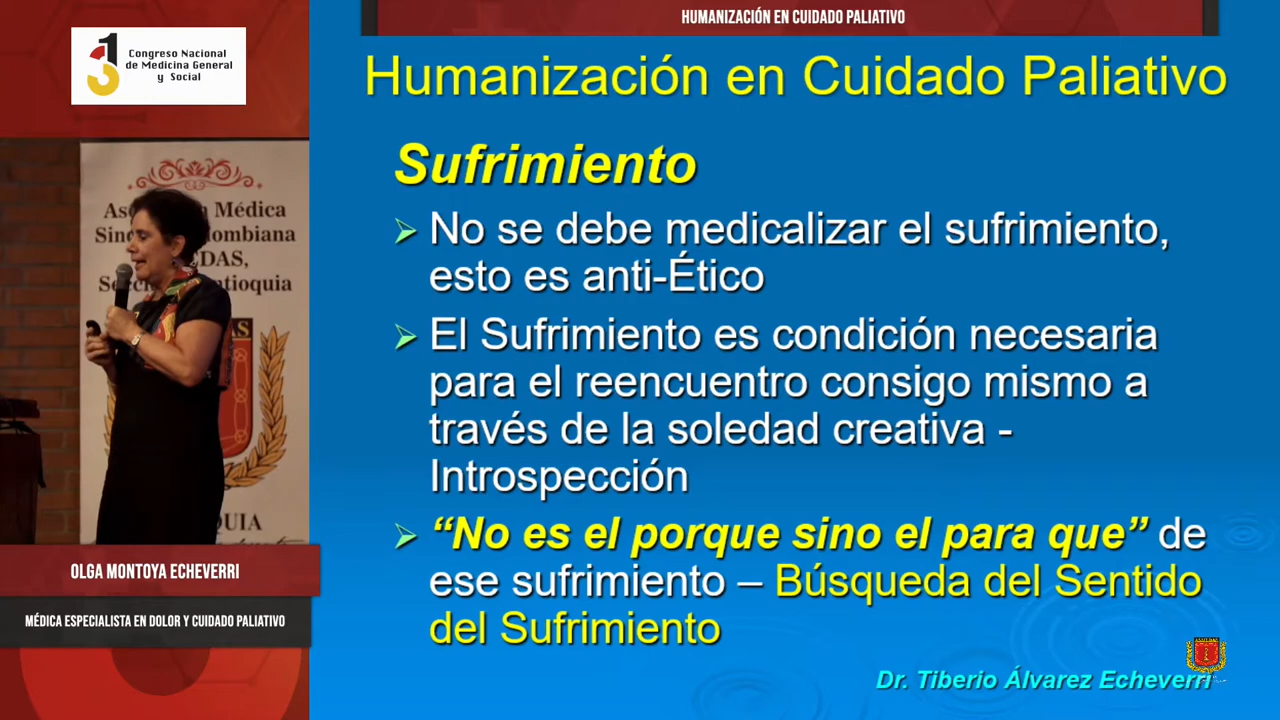 HUMANIZACIÓN EN CUIDADO PALIATIVO
Congreso Nacional
de Medicina General
y Social
Humanización en Cuidado Paliativo
Sufrimiento
No se debe medicalizar el sufrimiento,
esto es anti-Ético
El Sufrimiento es condición necesaria
para el reencuentro consigo mismo a
través de la soledad creativa -
Introspección
“No es el porque sino el para que” de
ese sufrimiento – Búsqueda del Sentido
del Sufrimiento
Dr. Tiberio Álvarez Echeverri
Médica
OLGA MONTOYA ECHEVERRI
MÉDICA ESPECIALISTA EN DOLOR Y CUIDADO PALIATIVO